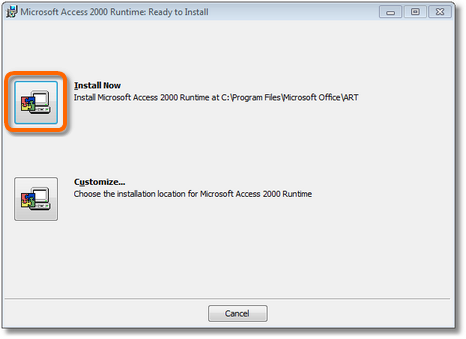 Microsoft Access 2000 Runtime: Ready to Install
Install Now
Install Microsoft Access 2000 Runtime at C:\Program Files\Microsoft Office\ART
Customize...
Choose the installation location for Microsoft Access 2000 Runtime
Cancel